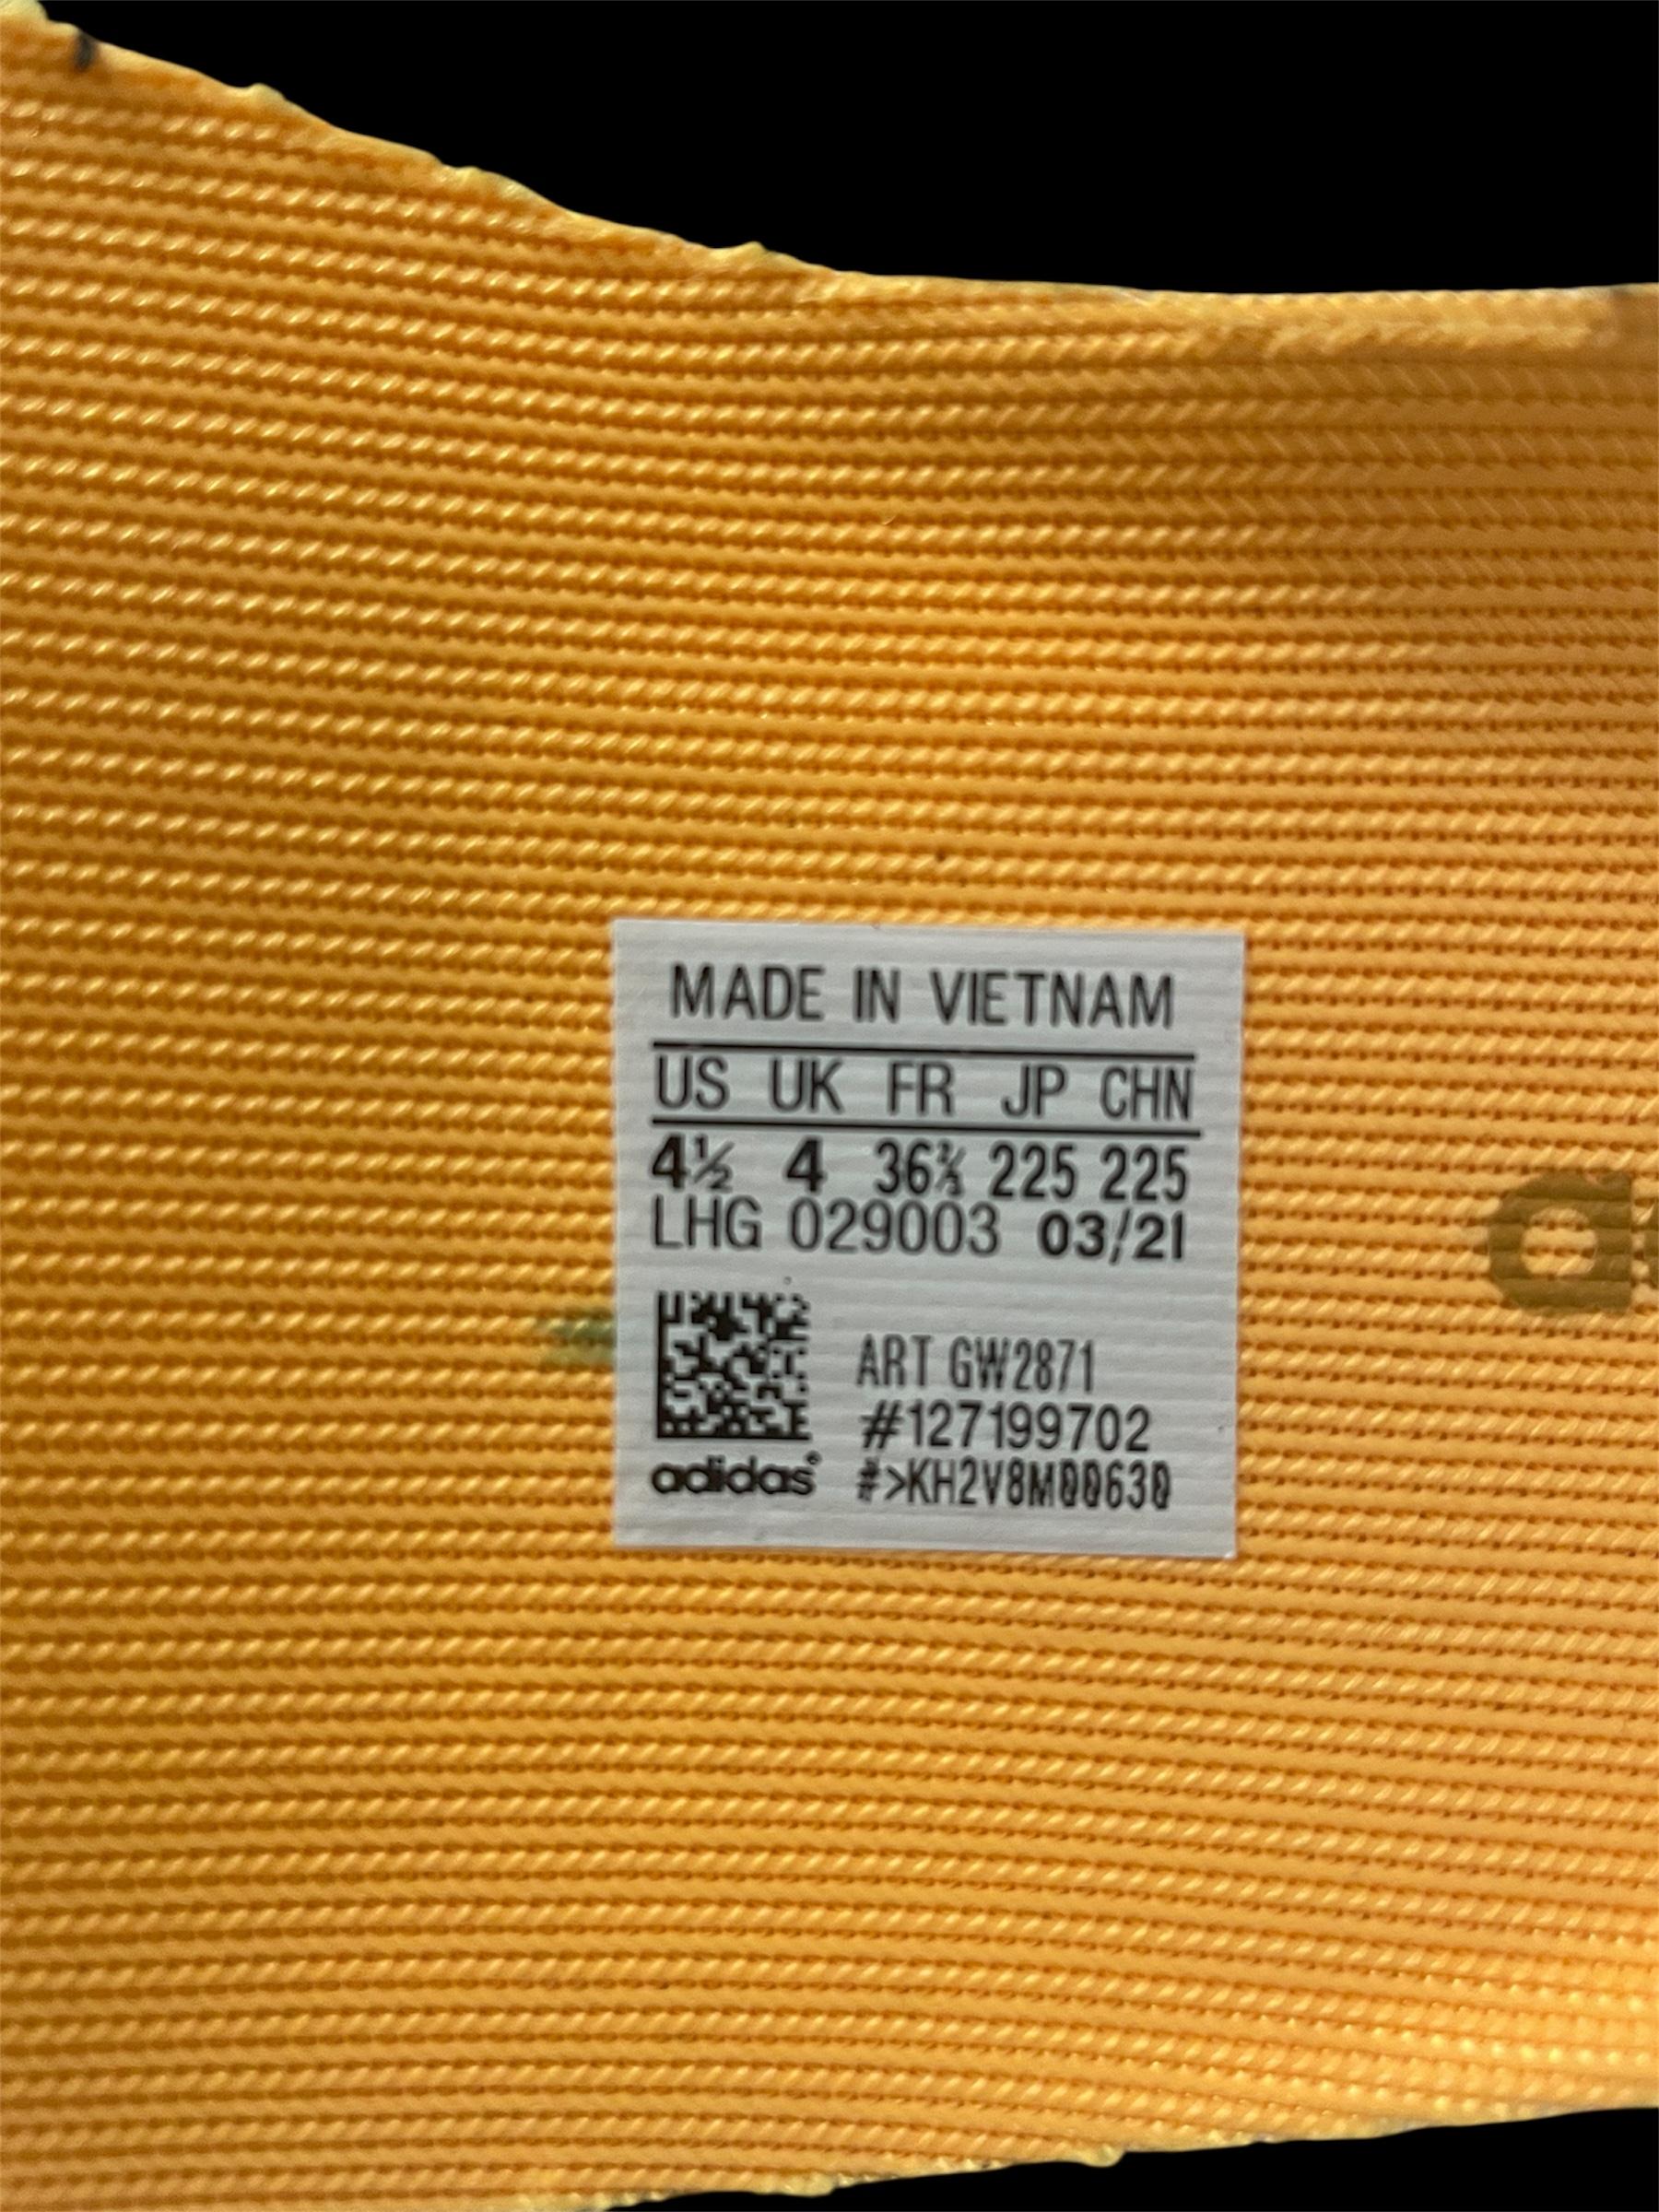 MADE IN VIETNAM
US UK FR JP CHN
4½ 4 36⅔ 225 225
LHG 029003 03/21
ART GW2871
#127199702
adidas® #>KH2V8M00630